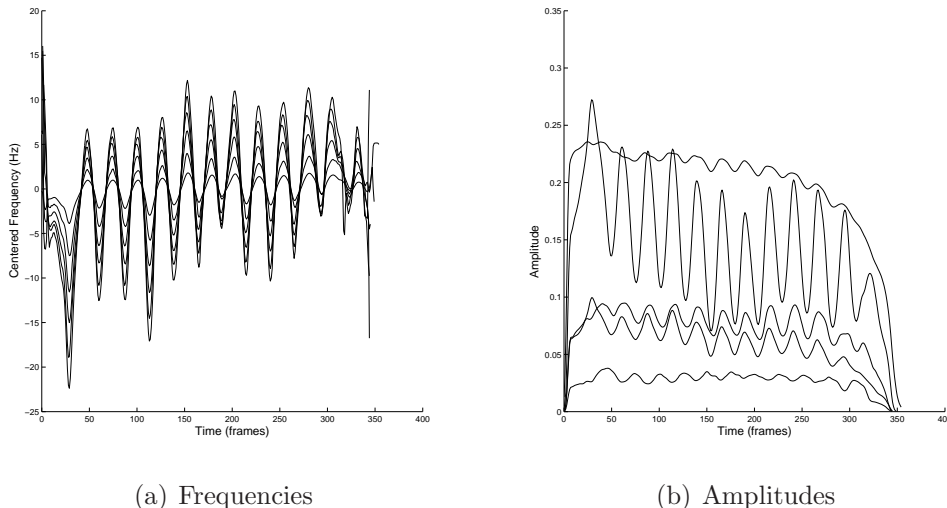 20
15
10
5
0
−5
−10
−15
−20
−25
Centered Frequency (Hz)
0 50 100 150 200 250 300 350 400
Time (frames)
(a) Frequencies
0.35
0.3
0.25
0.2
0.15
0.1
0.05
0
Amplitude
0 50 100 150 200 250 300 350 40
Time (frames)
(b) Amplitudes